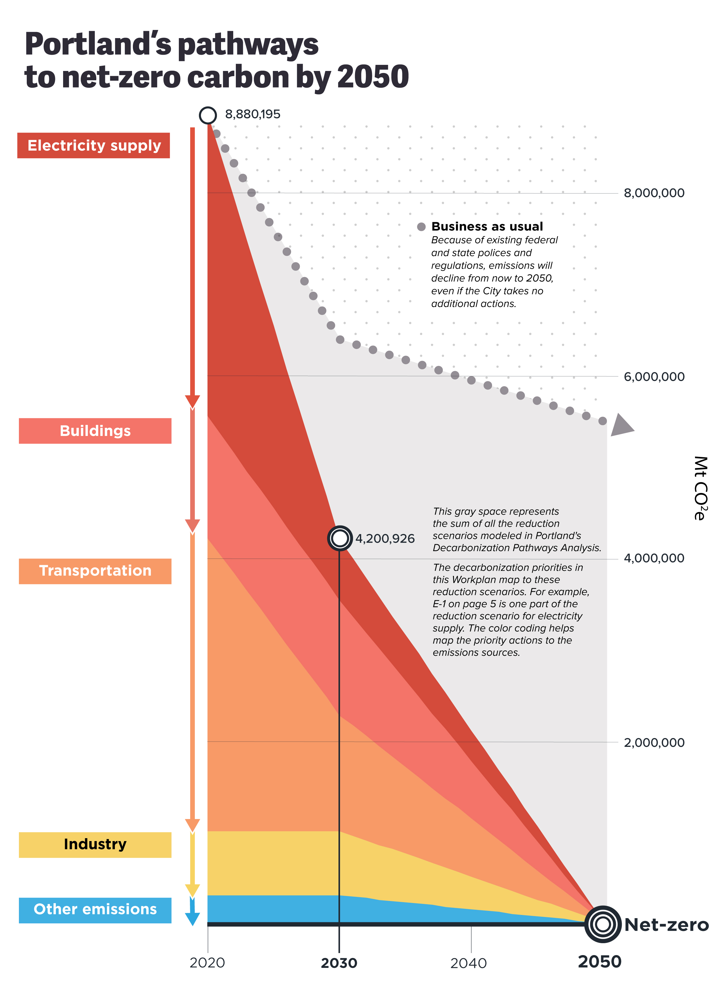 Portland's pathways
to net-zero carbon by 2050
8,880,195
Electricity supply
8,000,000
Business as usual
Because of existing federal
and state polices and
regulations, emissions will
decline from now to 2050,
even if the City takes no
additional actions.
6,000,000
Buildings
Mt CO²e
This gray space represents
the sum of all the reduction
scenarios modeled in Portland's
Decarbonization Pathways Analysis.
4,200,926
4,000,000
Transportation
The decarbonization priorities in
this Workplan map to these
reduction scenarios. For example,
E-1 on page 5 is one part of the
reduction scenario for electricity
supply. The color coding helps
map the priority actions to the
emissions sources.
2,000,000
Industry
Other emissions
Net-zero
2020
2030
2040
2050